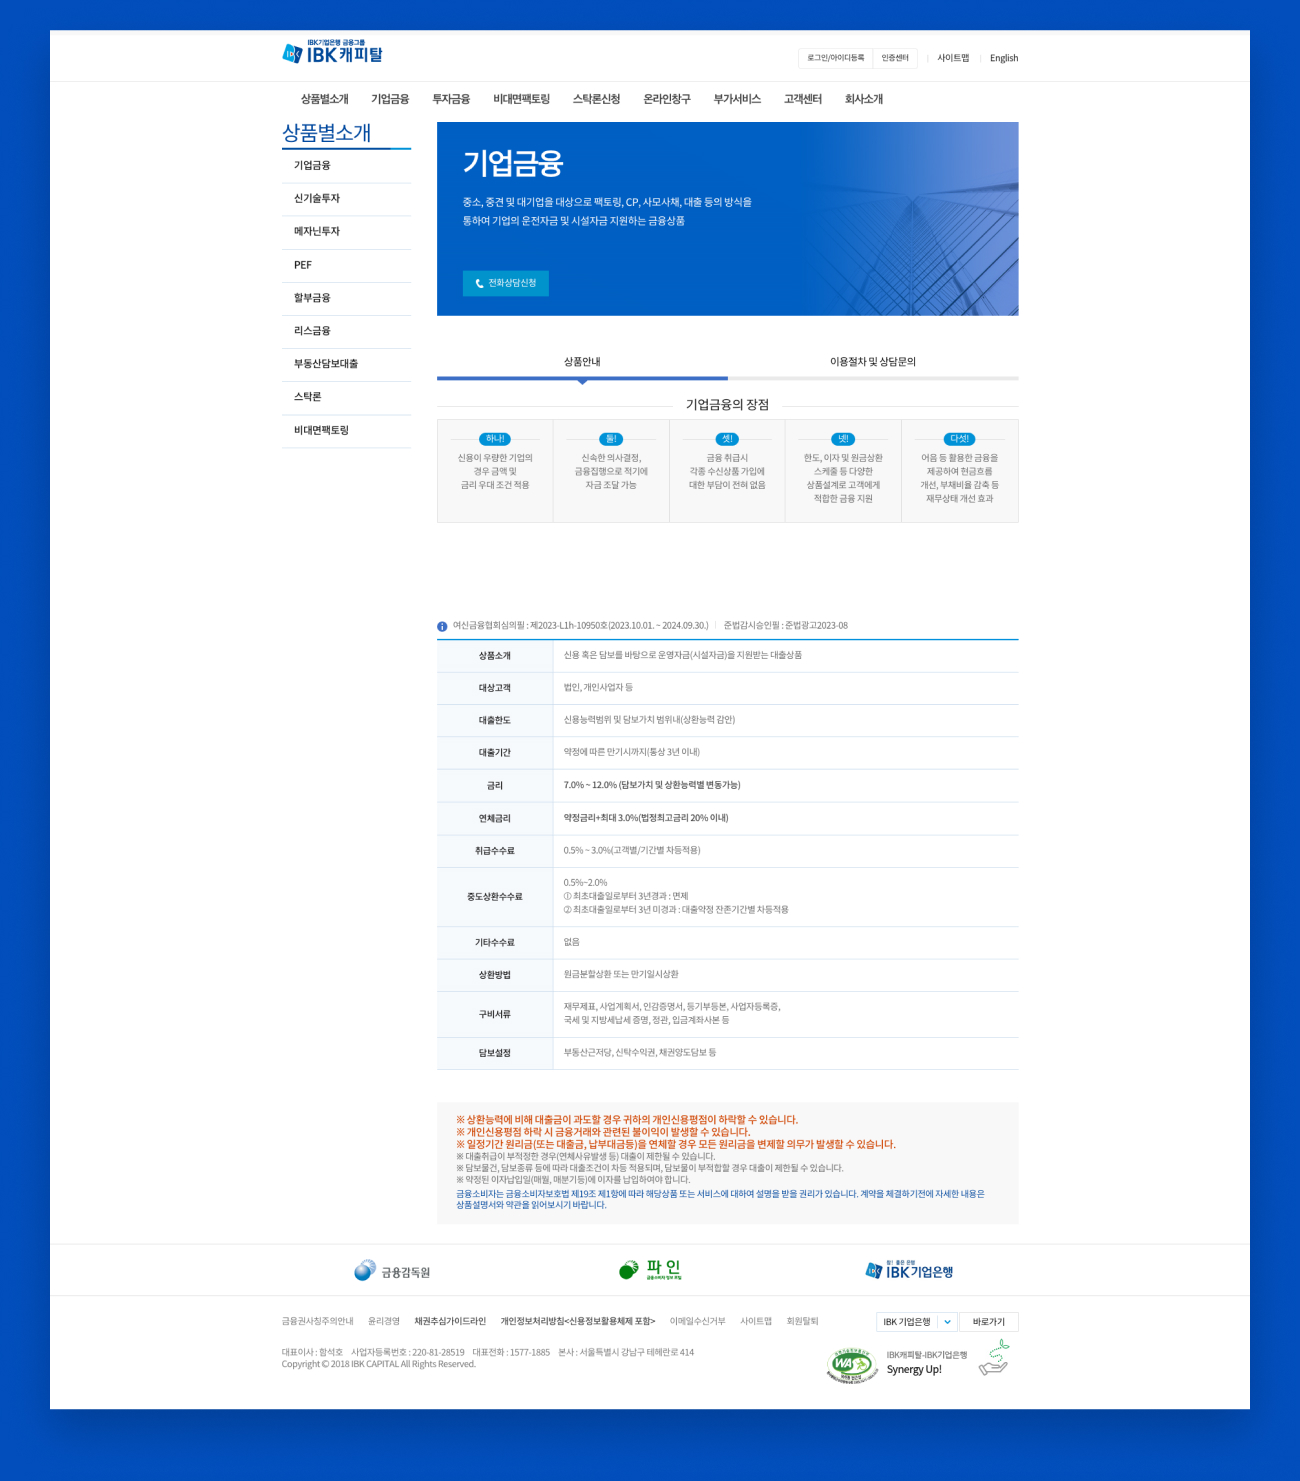 IBK기업은행 금융그룹
IBK캐피탈
로그인/아이디등록 인증센터 사이트맵 English
상품별소개 기업금융 투자금융 비대면팩토링 스탁론신청 온라인창구 부가서비스 고객센터 회사소개
상품별소개
기업금융
신기술투자
메자닌투자
PEF
할부금융
리스금융
부동산담보대출
스탁론
비대면팩토링
기업금융
중소, 중견 및 대기업을 대상으로 팩토링, CP, 사모사채, 대출 등의 방식을
통하여 기업의 운전자금 및 시설자금 지원하는 금융상품
전화상담신청
상품안내
이용절차 및 상담문의
기업금융의 장점
하나!
신용이 우량한 기업의
경우 금액 및
금리 우대 조건 적용
둘!
신속한 의사결정,
금융집행으로 적기에
자금 조달 가능
셋!
금융 취급시
각종 수신상품 가입에
대한 부담이 전혀 없음
넷!
한도, 이자 및 원금상환
스케줄 등 다양한
상품설계로 고객에게
적합한 금융 지원
다섯!
어음 등 활용한 금융을
제공하여 현금흐름
개선, 부채비율 감축 등
재무상태 개선 효과
여신금융협회심의필 : 제2023-L1h-10950호(2023.10.01. ~ 2024.09.30.) 준법감시승인필 : 준법광고2023-08
상품소개 신용 혹은 담보를 바탕으로 운영자금(시설자금)을 지원받는 대출상품
대상고객 법인, 개인사업자 등
대출한도 신용능력범위 및 담보가치 범위내(상환능력 감안)
대출기간 약정에 따른 만기시까지(통상 3년 이내)
금리 7.0% ~ 12.0% (담보가치 및 상환능력별 변동가능)
연체금리 약정금리+최대 3.0%(법정최고금리 20% 이내)
취급수수료 0.5% ~ 3.0%(고객별/기간별 차등적용)
중도상환수수료
0.5%~2.0%
① 최초대출일로부터 3년경과 : 면제
② 최초대출일로부터 3년 미경과 : 대출약정 잔존기간별 차등적용
기타수수료 없음
상환방법 원금분할상환 또는 만기일시상환
구비서류
재무제표, 사업계획서, 인감증명서, 등기부등본, 사업자등록증,
국세 및 지방세납세 증명, 정관, 입금계좌사본 등
담보설정 부동산근저당, 신탁수익권, 채권양도담보 등
※ 상환능력에 비해 대출금이 과도할 경우 귀하의 개인신용평점이 하락할 수 있습니다.
※ 개인신용평점 하락 시 금융거래와 관련된 불이익이 발생할 수 있습니다.
※ 일정기간 원리금(또는 대출금, 납부대금등)을 연체할 경우 모든 원리금을 변제할 의무가 발생할 수 있습니다.
※ 대출취급이 부적정한 경우(연체사유발생 등) 대출이 제한될 수 있습니다.
※ 담보물건, 담보종류 등에 따라 대출조건이 차등 적용되며, 담보물이 부적합할 경우 대출이 제한될 수 있습니다.
※ 약정된 이자납입일(매월, 매분기등)에 이자를 납입하여야 합니다.
금융소비자는 금융소비자보호법 제19조 제1항에 따라 해당상품 또는 서비스에 대하여 설명을 받을 권리가 있습니다. 계약을 체결하기전에 자세한 내용은
상품설명서와 약관을 읽어보시기 바랍니다.
금융감독원
파인
금융소비자 정보 포털
참! 좋은 은행
IBK기업은행
금융권사칭주의안내 윤리경영 채권추심가이드라인 개인정보처리방침<신용정보활용체제 포함> 이메일수신거부 사이트맵 회원탈퇴
IBK 기업은행 바로가기
대표이사 : 함석호 사업자등록번호 : 220-81-28519 대표전화 : 1577-1885 본사 : 서울특별시 강남구 테헤란로 414
Copyright © 2018 IBK CAPITAL All Rights Reserved.
WA
IBK캐피탈-IBK기업은행
Synergy Up!